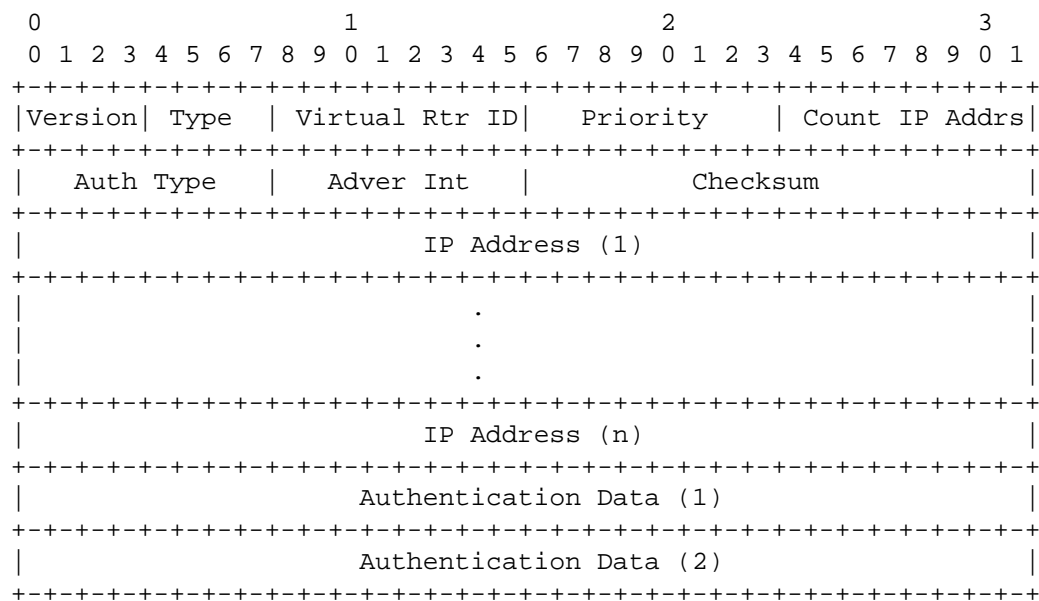 0                   1                   2                   3
 0 1 2 3 4 5 6 7 8 9 0 1 2 3 4 5 6 7 8 9 0 1 2 3 4 5 6 7 8 9 0 1
+-+-+-+-+-+-+-+-+-+-+-+-+-+-+-+-+-+-+-+-+-+-+-+-+-+-+-+-+-+-+-+-+
|Version| Type  | Virtual Rtr ID|   Priority    | Count IP Addrs|
+-+-+-+-+-+-+-+-+-+-+-+-+-+-+-+-+-+-+-+-+-+-+-+-+-+-+-+-+-+-+-+-+
|   Auth Type   |   Adver Int   |          Checksum             |
+-+-+-+-+-+-+-+-+-+-+-+-+-+-+-+-+-+-+-+-+-+-+-+-+-+-+-+-+-+-+-+-+
|                         IP Address (1)                        |
+-+-+-+-+-+-+-+-+-+-+-+-+-+-+-+-+-+-+-+-+-+-+-+-+-+-+-+-+-+-+-+-+
|                            .                                  |
|                            .                                  |
|                            .                                  |
+-+-+-+-+-+-+-+-+-+-+-+-+-+-+-+-+-+-+-+-+-+-+-+-+-+-+-+-+-+-+-+-+
|                         IP Address (n)                        |
+-+-+-+-+-+-+-+-+-+-+-+-+-+-+-+-+-+-+-+-+-+-+-+-+-+-+-+-+-+-+-+-+
|                     Authentication Data (1)                   |
+-+-+-+-+-+-+-+-+-+-+-+-+-+-+-+-+-+-+-+-+-+-+-+-+-+-+-+-+-+-+-+-+
|                     Authentication Data (2)                   |
+-+-+-+-+-+-+-+-+-+-+-+-+-+-+-+-+-+-+-+-+-+-+-+-+-+-+-+-+-+-+-+-+